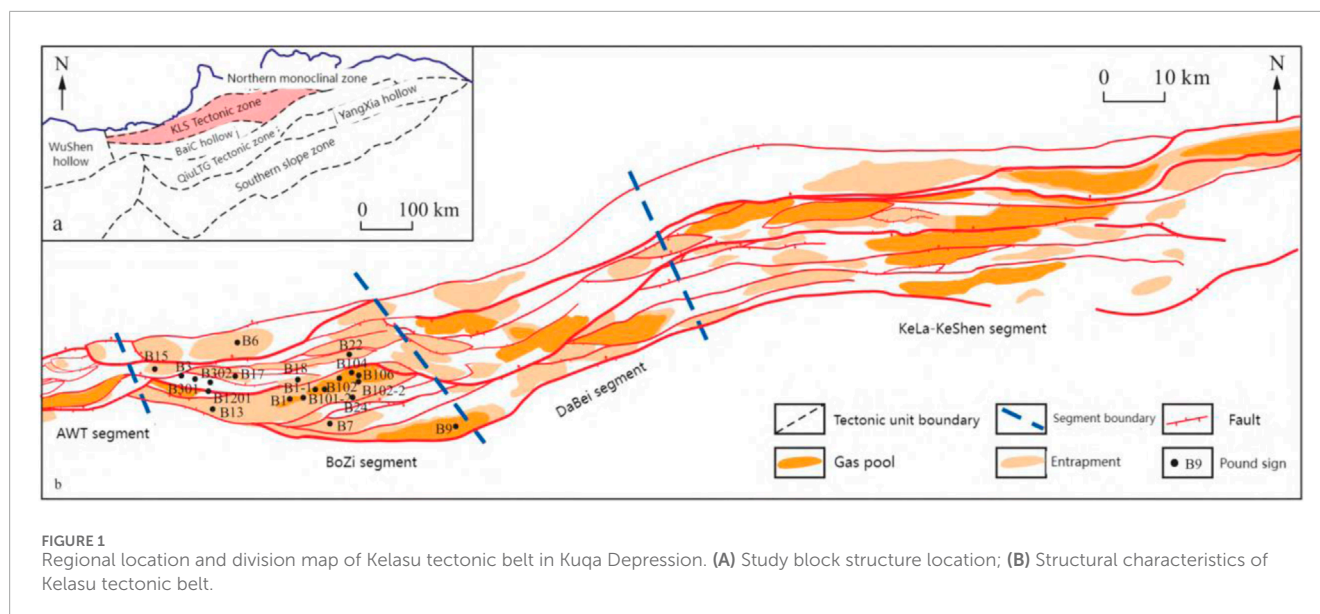 N
Northern monoclinal zone
KLS Tectonic zone
YangXia hollow
WuShen
hollow
BaiC hollow
QiuLTG Tectonic zone
Southern slope zone
0 100 km
a
0 10 km
N
B15
B6
B3
B302
B17
B301
B1201
B13
B18
B22
B104
B106
B1-1
B102
B102-2
B1
B101-2
B24
B7
B9
AWT segment
BoZi segment
DaBei segment
KeLa-KeShen segment
Tectonic unit boundary
Segment boundary
Fault
Gas pool
Entrapment
B9 Pound sign
b
FIGURE 1
Regional location and division map of Kelasu tectonic belt in Kuqa Depression. (A) Study block structure location; (B) Structural characteristics of
Kelasu tectonic belt.